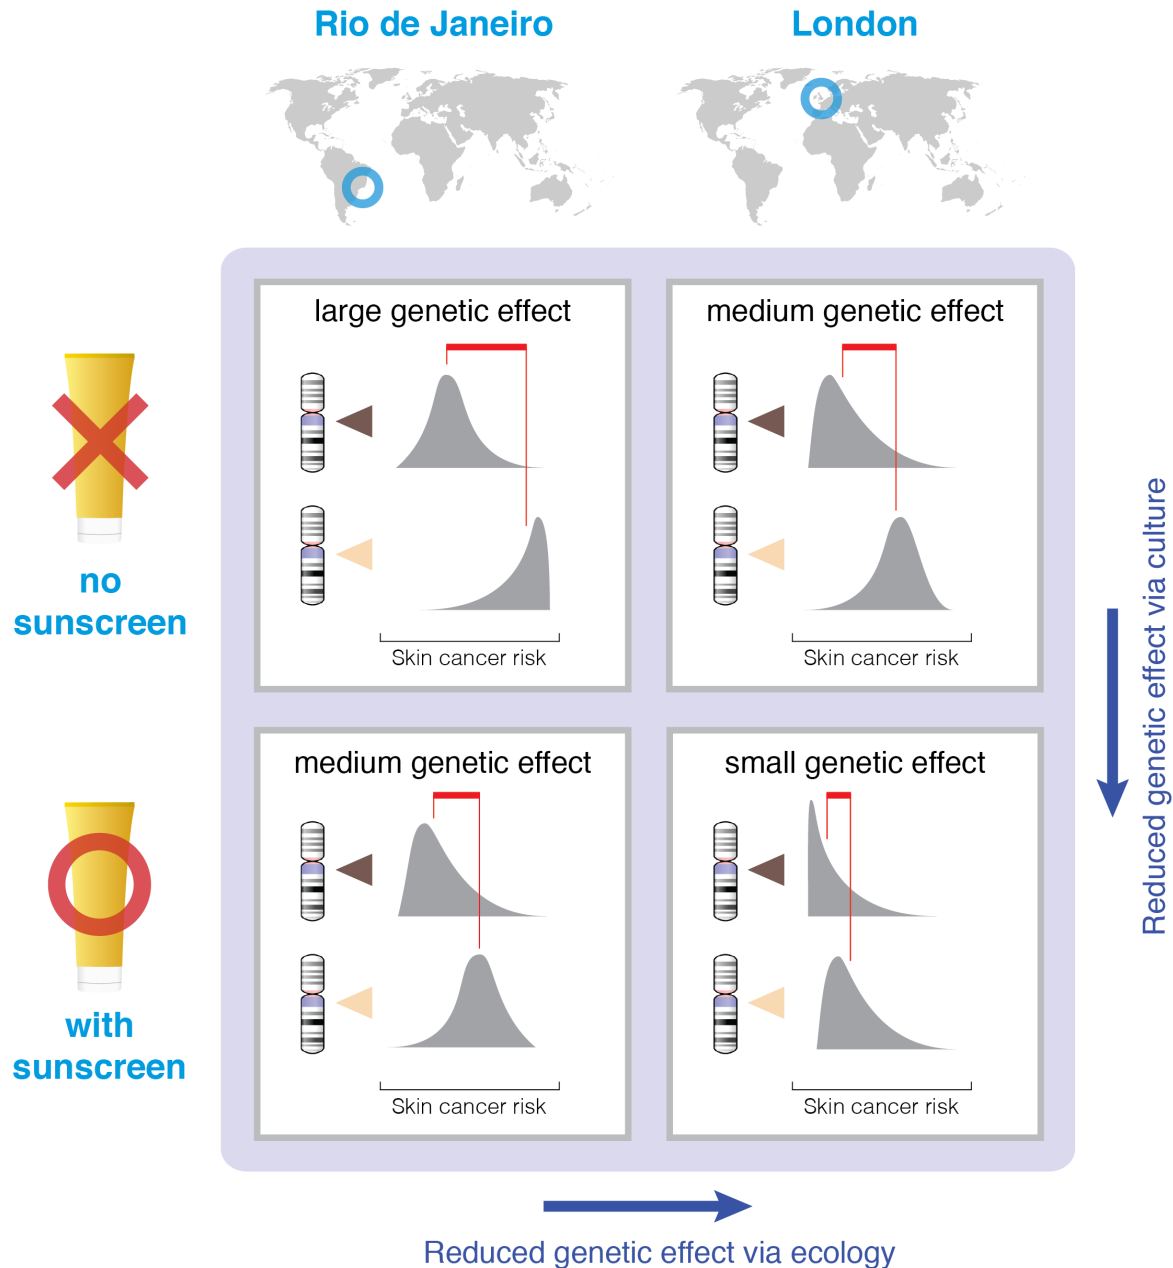 Rio de Janeiro
London
large genetic effect
medium genetic effect
no
sunscreen
Skin cancer risk
Skin cancer risk
medium genetic effect
small genetic effect
with
sunscreen
Skin cancer risk
Skin cancer risk
Reduced genetic effect via culture
Reduced genetic effect via ecology